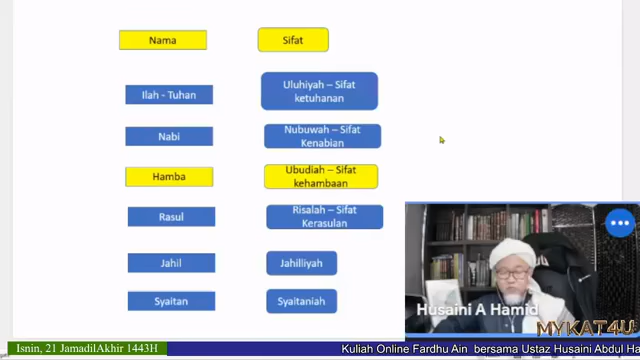 Nama
Sifat
Ilah - Tuhan
Uluhiyah – Sifat
ketuhanan
Nabi
Nubuwah – Sifat
Kenabian
Hamba
Ubudiah – Sifat
kehambaan
Rasul
Risalah – Sifat
Kerasulan
Jahil
Jahilliyah
Syaitan
Syaitaniah
Husaini A Hamid
MYKAT4U
Isnin, 21 JamadilAkhir 1443H
Kuliah Online Fardhu Ain bersama Ustaz Husaini Abdul Ha